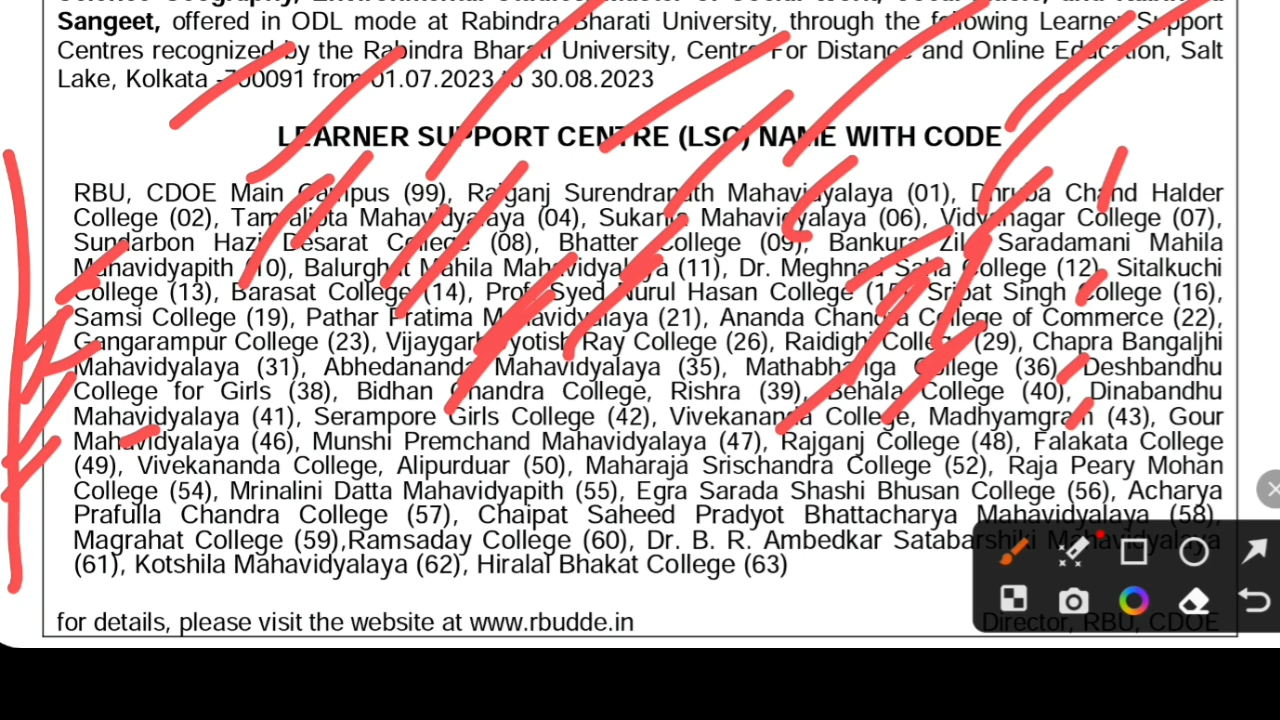 Sangeet, offered in ODL mode at Rabindra Bharati University, through the following Learner Support
Centres recognized by the Rabindra Bharati University, Centre For Distance and Online Education, Salt
Lake, Kolkata -700091 from 01.07.2023 to 30.08.2023
LEARNER SUPPORT CENTRE (LSC) NAME WITH CODE
RBU, CDOE Main Campus (99), Raiganj Surendranath Mahavidyalaya (01), Dhruba Chand Halder
College (02), Tamralipta Mahavidyalaya (04), Sukanta Mahavidyalaya (06), Vidyanagar College (07),
Sundarbon Hazi Desarat College (08), Bhatter College (09), Bankura Zila Saradamani Mahila
Mahavidyapith (10), Balurghat Mahila Mahavidyalaya (11), Dr. Meghnad Saha College (12), Sitalkuchi
College (13), Barasat College (14), Prof. Syed Nurul Hasan College (15), Sripat Singh College (16),
Samsi College (19), Pathar Pratima Mahavidyalaya (21), Ananda Chandra College of Commerce (22),
Gangarampur College (23), Vijaygarh Jyotish Ray College (26), Raidighi College (29), Chapra Bangaljhi
Mahavidyalaya (31), Abhedananda Mahavidyalaya (35), Mathabhanga College (36), Deshbandhu
College for Girls (38), Bidhan Chandra College, Rishra (39), Behala College (40), Dinabandhu
Mahavidyalaya (41), Serampore Girls College (42), Vivekananda College, Madhyamgram (43), Gour
Mahavidyalaya (46), Munshi Premchand Mahavidyalaya (47), Rajganj College (48), Falakata College
(49), Vivekananda College, Alipurduar (50), Maharaja Srischandra College (52), Raja Peary Mohan
College (54), Mrinalini Datta Mahavidyapith (55), Egra Sarada Shashi Bhusan College (56), Acharya
Prafulla Chandra College (57), Chaipat Saheed Pradyot Bhattacharya Mahavidyalaya (58),
Magrahat College (59),Ramsaday College (60), Dr. B. R. Ambedkar Satabarshiki Mahavidyalaya
(61), Kotshila Mahavidyalaya (62), Hiralal Bhakat College (63)
for details, please visit the website at www.rbudde.in
Director, RBU, CDOE